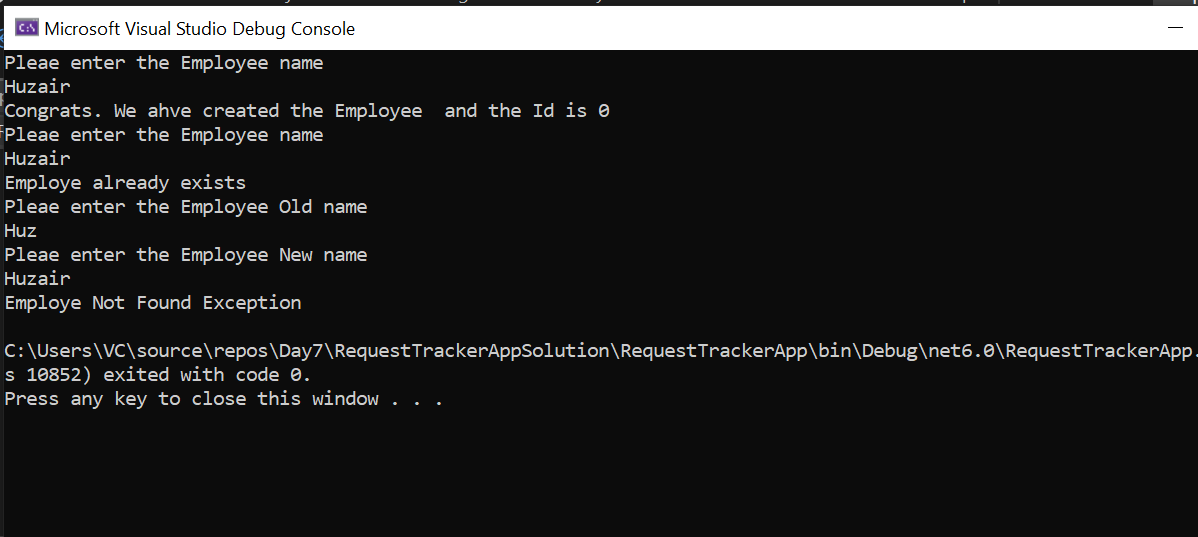 C:\ Microsoft Visual Studio Debug Console
Pleae enter the Employee name
Huzair
Congrats. We ahve created the Employee  and the Id is 0
Pleae enter the Employee name
Huzair
Employe already exists
Pleae enter the Employee Old name
Huz
Pleae enter the Employee New name
Huzair
Employe Not Found Exception
C:\Users\VC\source\repos\Day7\RequestTrackerAppSolution\RequestTrackerApp\bin\Debug\net6.0\RequestTrackerApp.
s 10852) exited with code 0.
Press any key to close this window . . .